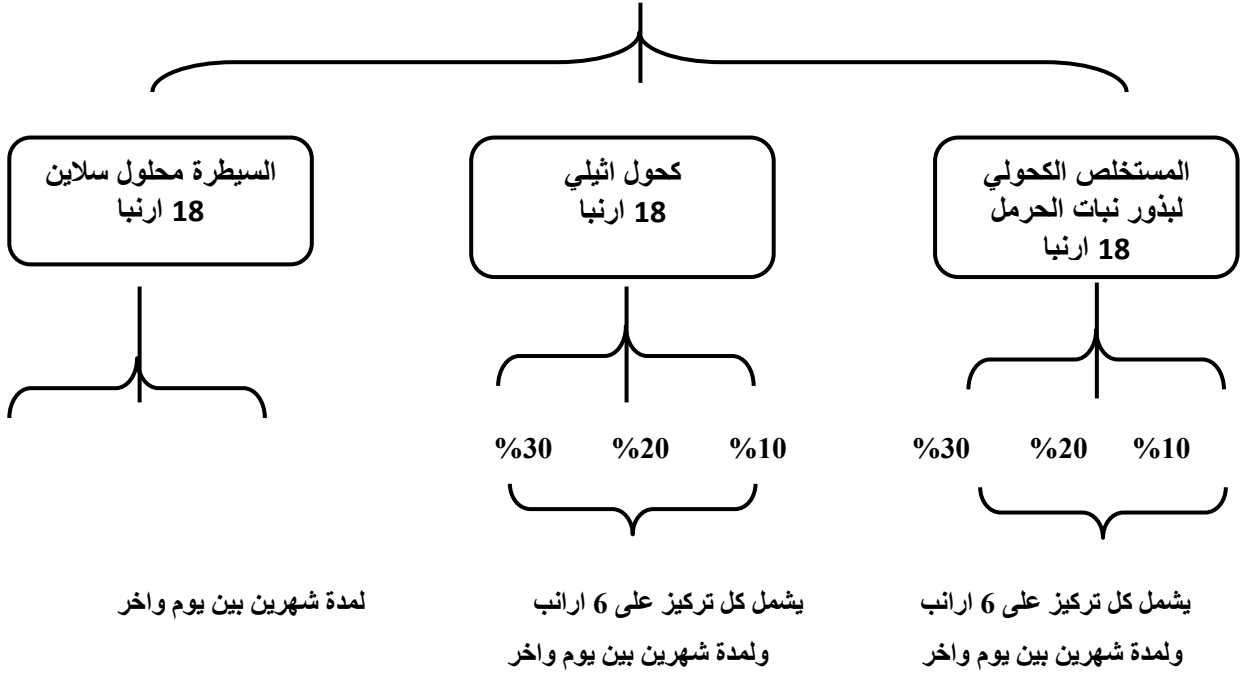 المستخلص الكحولي
لبذور نبات الحرمل
18 ارنبا
كحول اثيلي
18 ارنبا
السيطرة محلول سلاين
18 ارنبا
%10 %20 %30
%10 %20 %30
يشمل كل تركيز على 6 ارانب
ولمدة شهرين بين يوم واخر
يشمل كل تركيز على 6 ارانب
ولمدة شهرين بين يوم واخر
لمدة شهرين بين يوم واخر